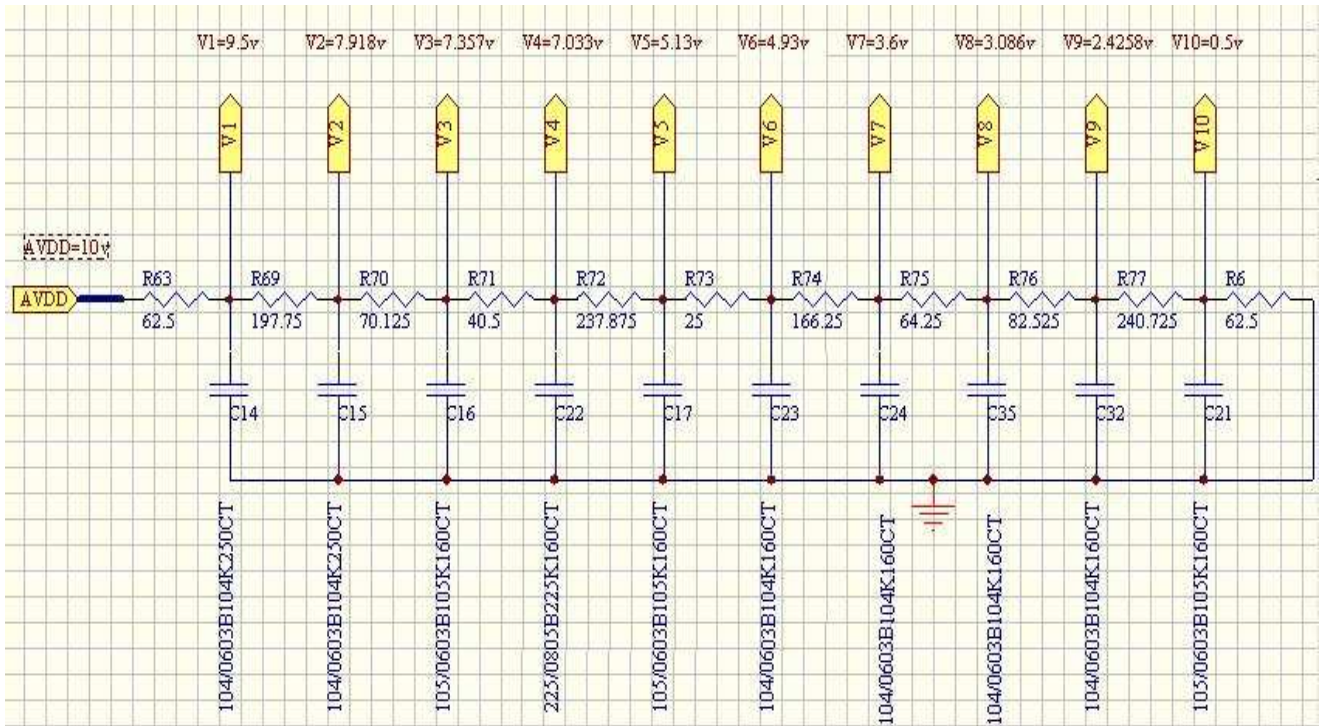 V1=9.5v V2=7.918v V3=7.357v V4=7.033v V5=5.13v V6=4.93v V7=3.6v V8=3.086v V9=2.4258v V10=0.5v
V1 V2 V3 V4 V5 V6 V7 V8 V9 V10
AVDD=10v
R63 R69 R70 R71 R72 R73 R74 R75 R76 R77 R6
AVDD
62.5 197.75 70.125 40.5 237.875 25 166.25 64.25 82.525 240.725 62.5
C14 C15 C16 C22 C17 C23 C24 C35 C32 C21
104/0603B104K250CT
104/0603B104K250CT
105/0603B105K160CT
225/0805B225K160CT
105/0603B105K160CT
104/0603B104K160CT
104/0603B104K160CT
104/0603B104K160CT
104/0603B104K160CT
105/0603B105K160CT